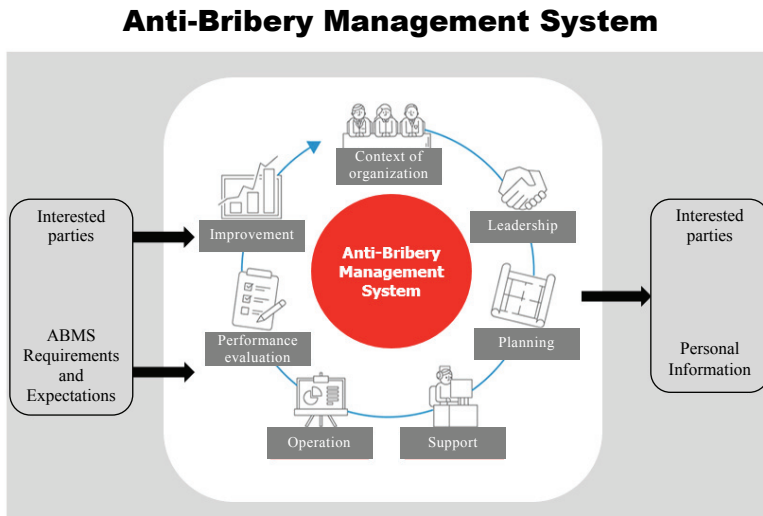 Anti-Bribery Management System
Interested
parties
ABMS
Requirements
and
Expectations
Context of
organization
Leadership
Planning
Support
Operation
Performance
evaluation
Improvement
Anti-Bribery
Management
System
Interested
parties
Personal
Information